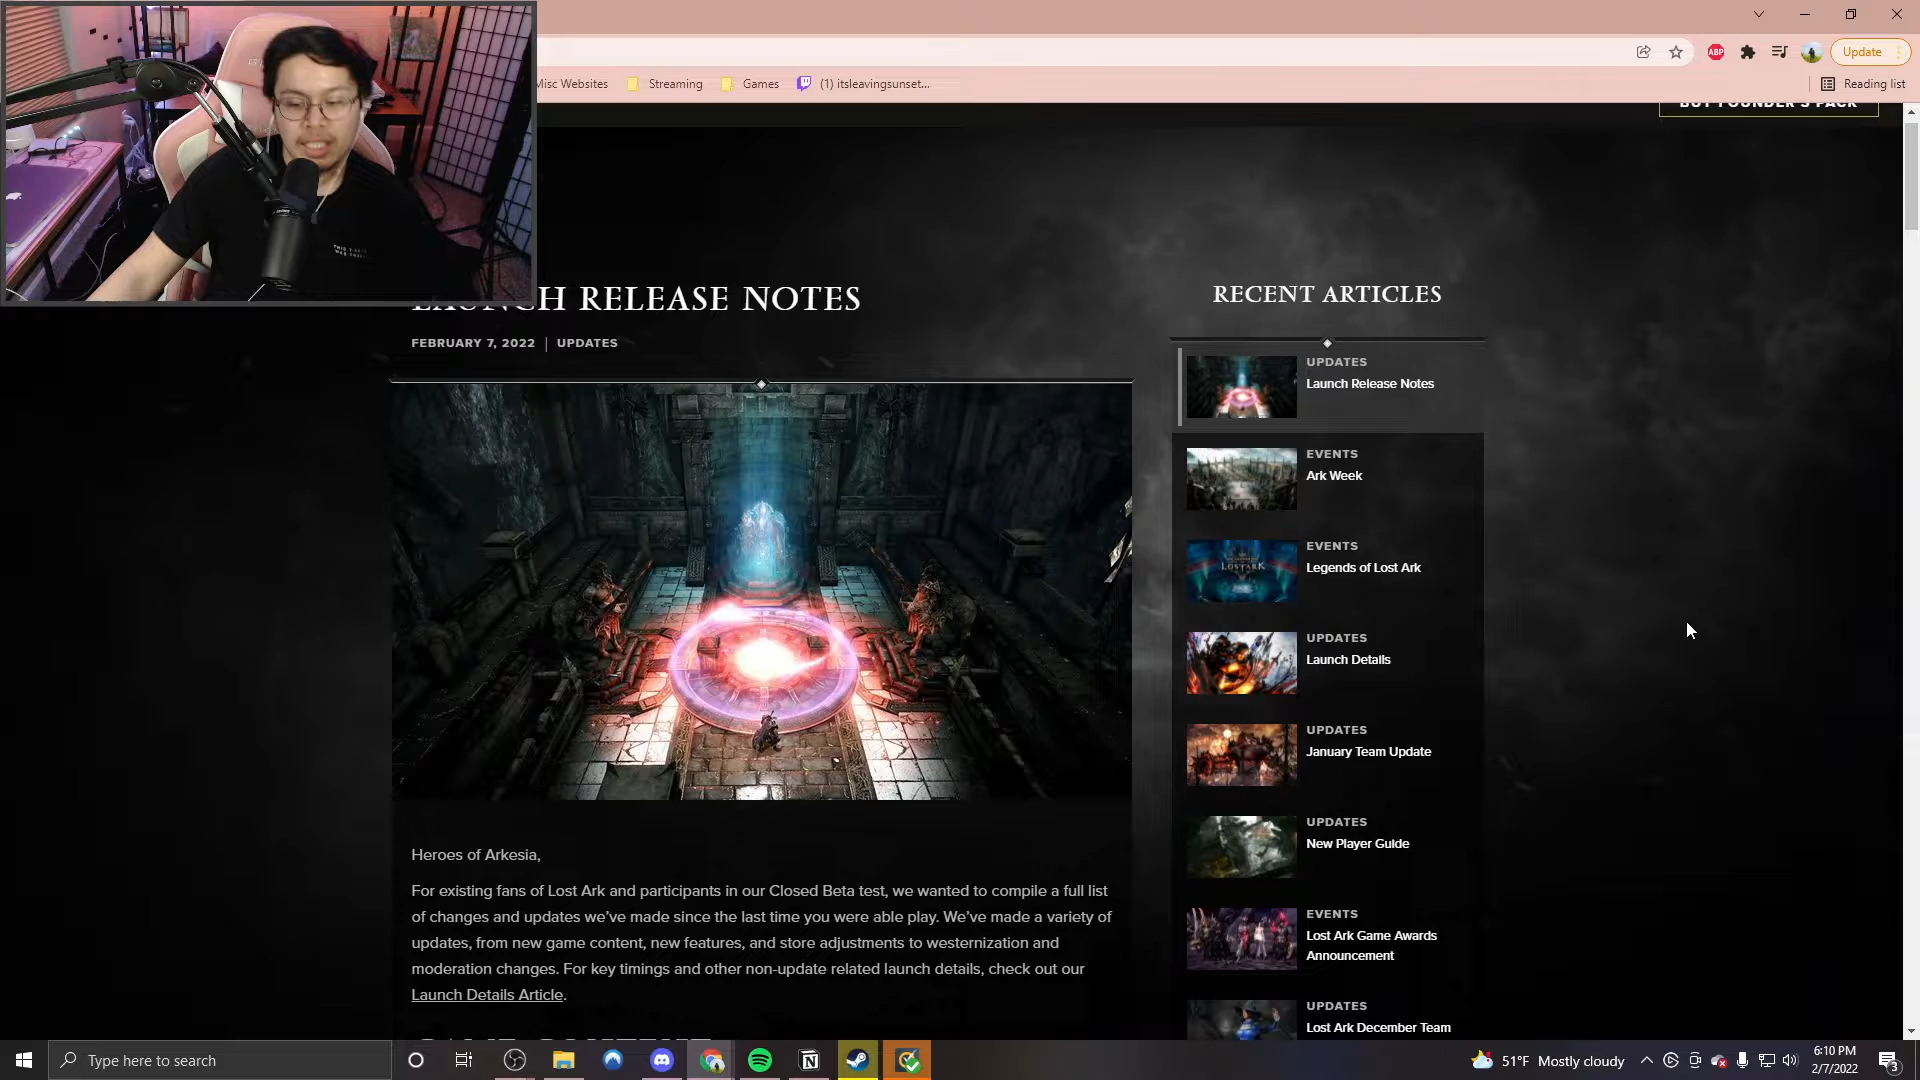 Update
Misc Websites
Streaming
Games
(1) itsleavingsunset...
Reading list
BUY FOUNDER'S PACK
LAUNCH RELEASE NOTES
FEBRUARY 7, 2022 | UPDATES
RECENT ARTICLES
UPDATES
Launch Release Notes
EVENTS
Ark Week
EVENTS
Legends of Lost Ark
UPDATES
Launch Details
UPDATES
January Team Update
UPDATES
New Player Guide
EVENTS
Lost Ark Game Awards
Announcement
UPDATES
Lost Ark December Team
Heroes of Arkesia,
For existing fans of Lost Ark and participants in our Closed Beta test, we wanted to compile a full list
of changes and updates we've made since the last time you were able play. We've made a variety of
updates, from new game content, new features, and store adjustments to westernization and
moderation changes. For key timings and other non-update related launch details, check out our
Launch Details Article.
Type here to search
51°F Mostly cloudy
6:10 PM
2/7/2022
3